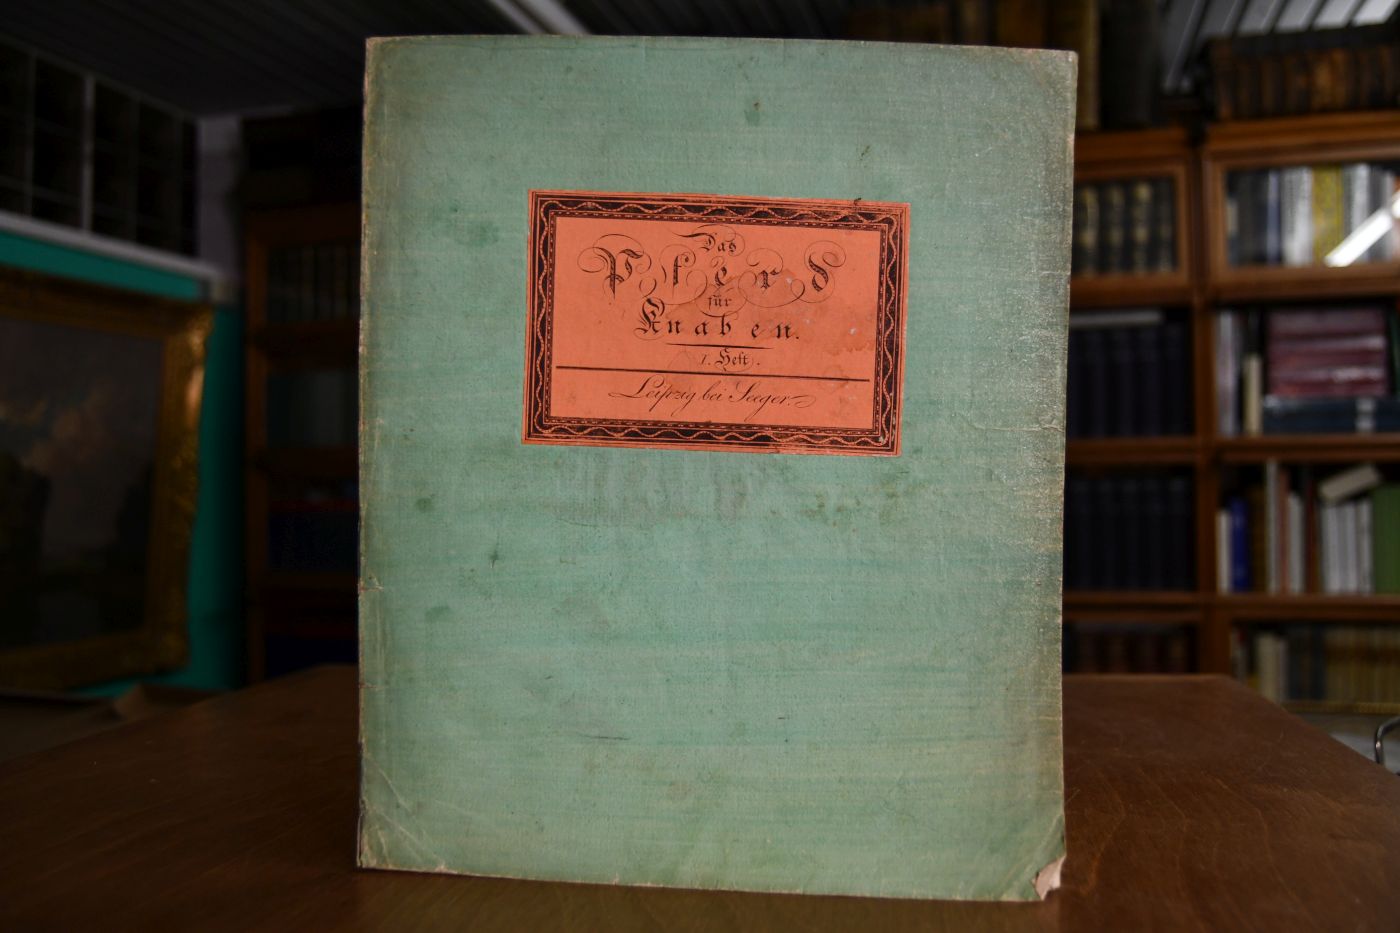 Das
Pferd
für
Knaben.
1. Heft.
Leipzig bei Seeger.